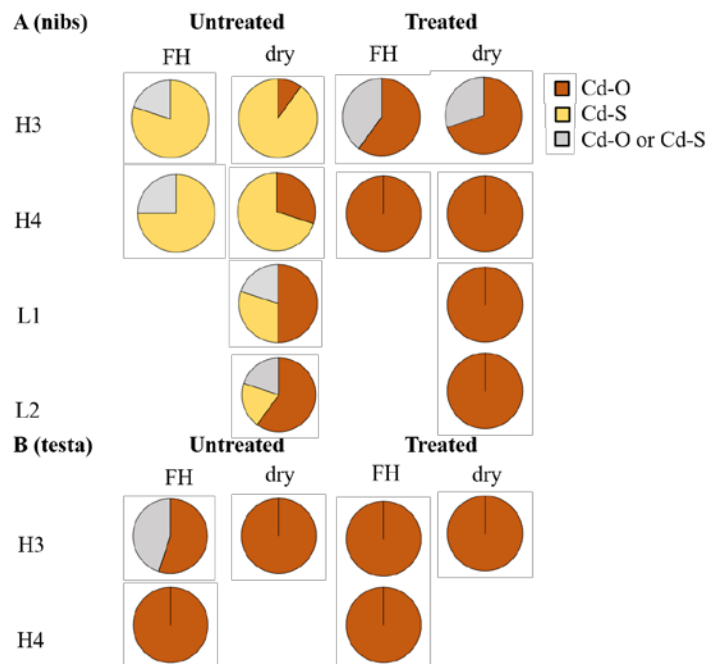 A (nibs) Untreated Treated
FH dry FH dry
Cd-O
H3 Cd-S
Cd-O or Cd-S
H4
L1
L2
B (testa) Untreated Treated
FH dry FH dry
H3
H4